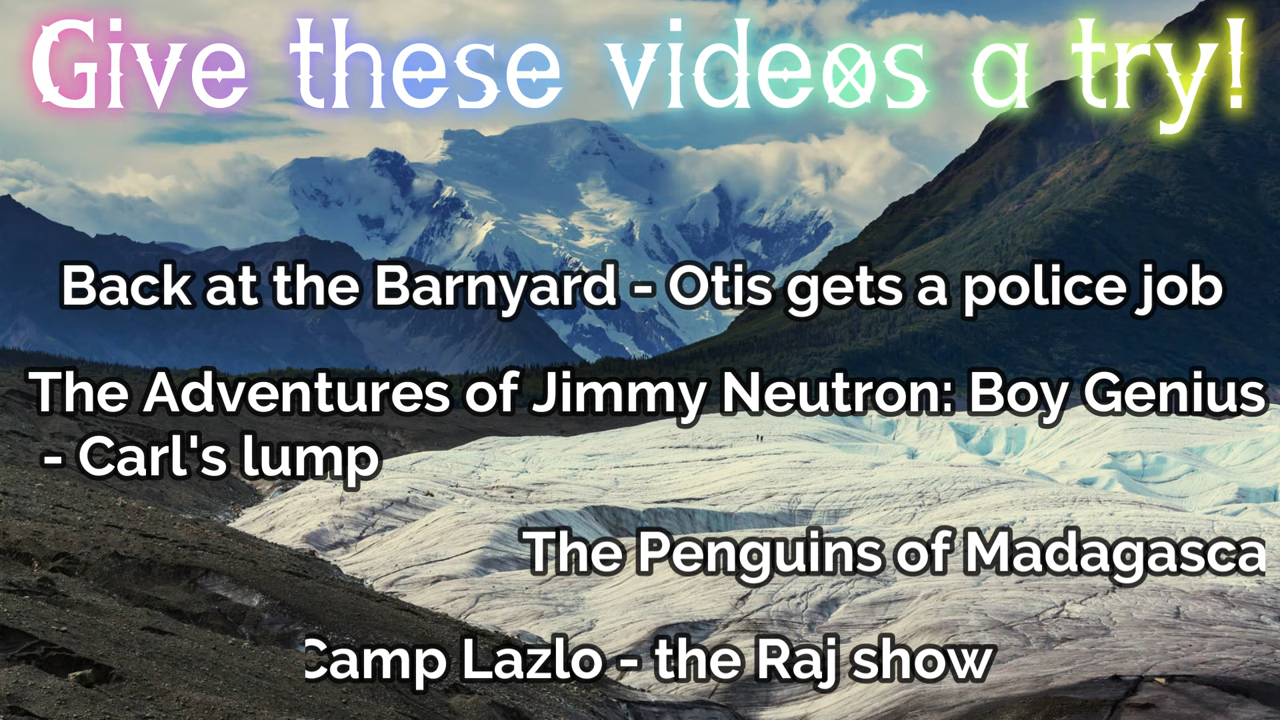 Give these videos a try!
Back at the Barnyard - Otis gets a police job
The Adventures of Jimmy Neutron: Boy Genius
- Carl's lump
The Penguins of Madagasca
Camp Lazlo - the Raj show